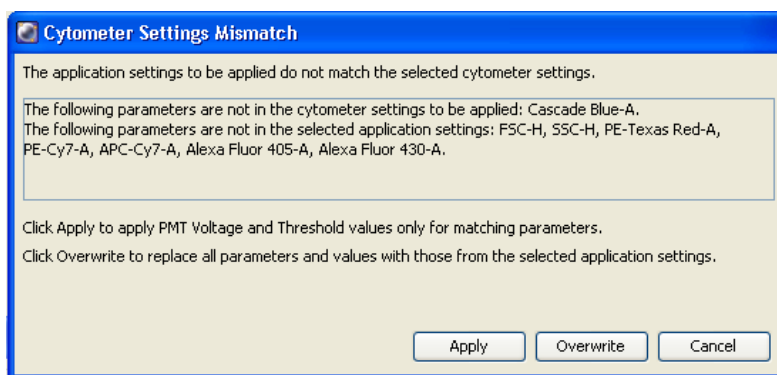 Cytometer Settings Mismatch
The application settings to be applied do not match the selected cytometer settings.
The following parameters are not in the cytometer settings to be applied: Cascade Blue-A.
The following parameters are not in the selected application settings: FSC-H, SSC-H, PE-Texas Red-A,
PE-Cy7-A, APC-Cy7-A, Alexa Fluor 405-A, Alexa Fluor 430-A.
Click Apply to apply PMT Voltage and Threshold values only for matching parameters.
Click Overwrite to replace all parameters and values with those from the selected application settings.
Apply Overwrite Cancel